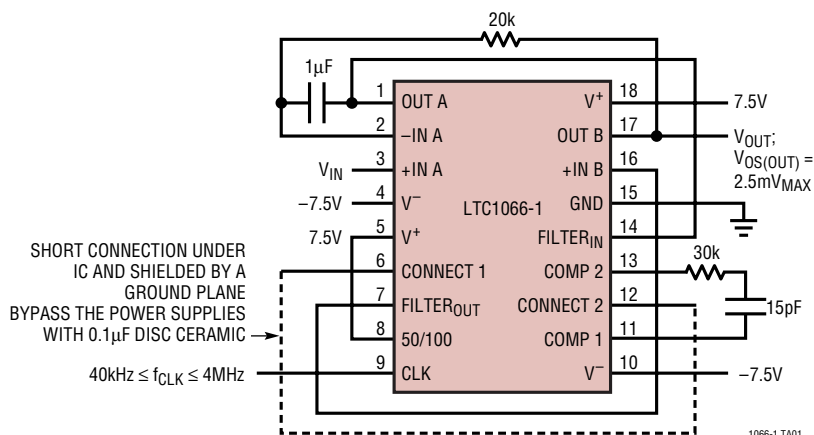 20k
1µF
1 OUT A
2 –IN A
3 +IN A
4 V–
5 V+
6 CONNECT 1
7 FILTEROUT
8 50/100
9 CLK
LTC1066-1
V+ 18
OUT B 17
+IN B 16
GND 15
FILTERIN 14
COMP 2 13
CONNECT 2 12
COMP 1 11
V– 10
VIN
–7.5V
7.5V
SHORT CONNECTION UNDER
IC AND SHIELDED BY A
GROUND PLANE
BYPASS THE POWER SUPPLIES
WITH 0.1µF DISC CERAMIC
40kHz ≤ fCLK ≤ 4MHz
7.5V
VOUT;
VOS(OUT) =
2.5mVMAX
30k
15pF
–7.5V
1066-1 TA01